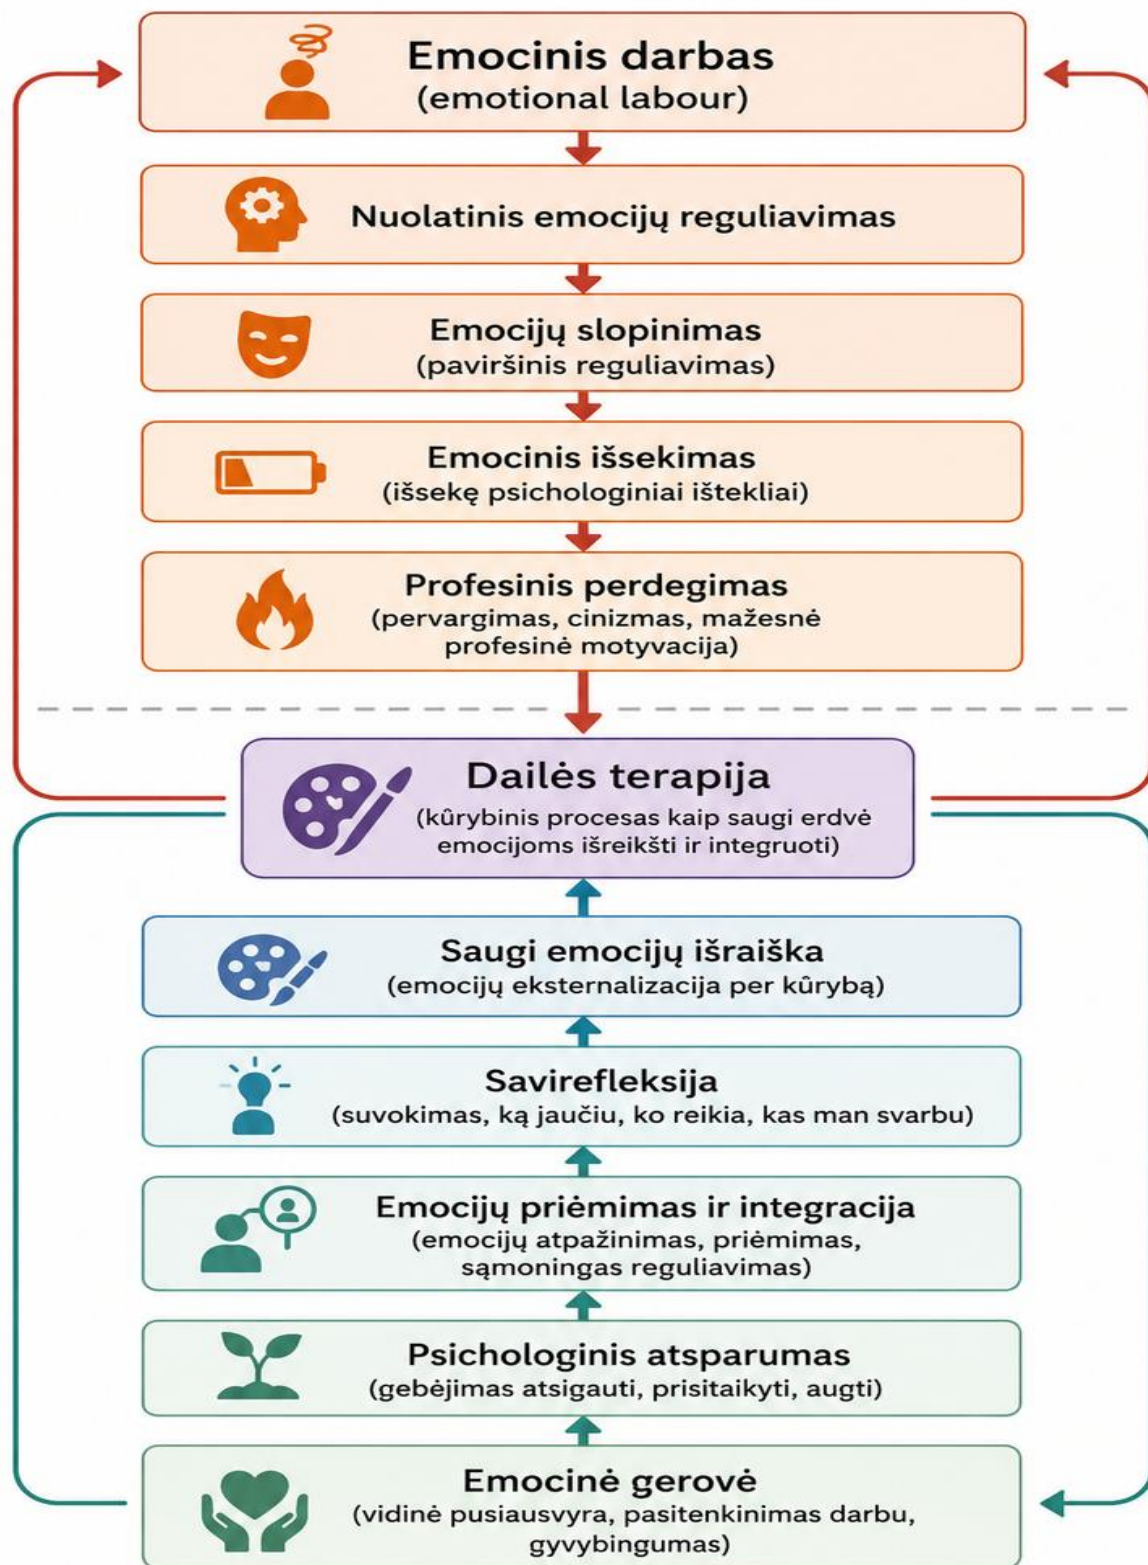 Emocinis darbas
(emotional labour)
Nuolatinis emocijų reguliavimas
Emocijų slopinimas
(paviršinis reguliavimas)
Emocinis išsekimas
(išsekę psichologiniai ištekliai)
Profesinis perdegimas
(pervargimas, cinizmas, mažesnė
profesinė motyvacija)
Dailės terapija
(kūrybinis procesas kaip saugi erdvė
emocijoms išreikšti ir integruoti)
Saugi emocijų išraiška
(emocijų eksternalizacija per kūrybą)
Savirefleksija
(suvokimas, ką jaučiu, ko reikia, kas man svarbu)
Emocijų priėmimas ir integracija
(emocijų atpažinimas, priėmimas,
sąmoningas reguliavimas)
Psichologinis atsparumas
(gebėjimas atsigauti, prisitaikyti, augti)
Emocinė gerovė
(vidinė pusiausvyra, pasitenkinimas darbu,
gyvybingumas)